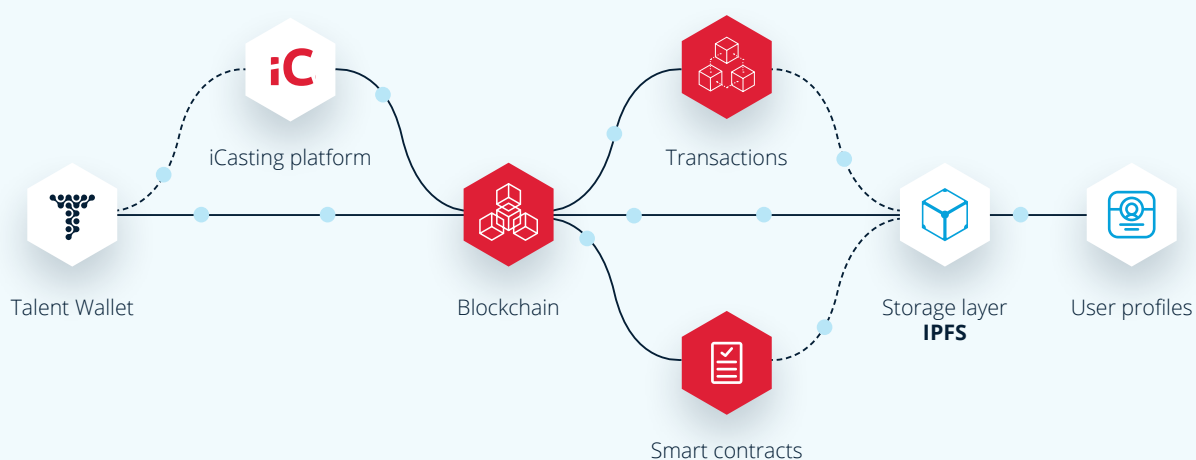 iC
iCasting platform
Transactions
Talent Wallet
Blockchain
Storage layer
IPFS
User profiles
Smart contracts